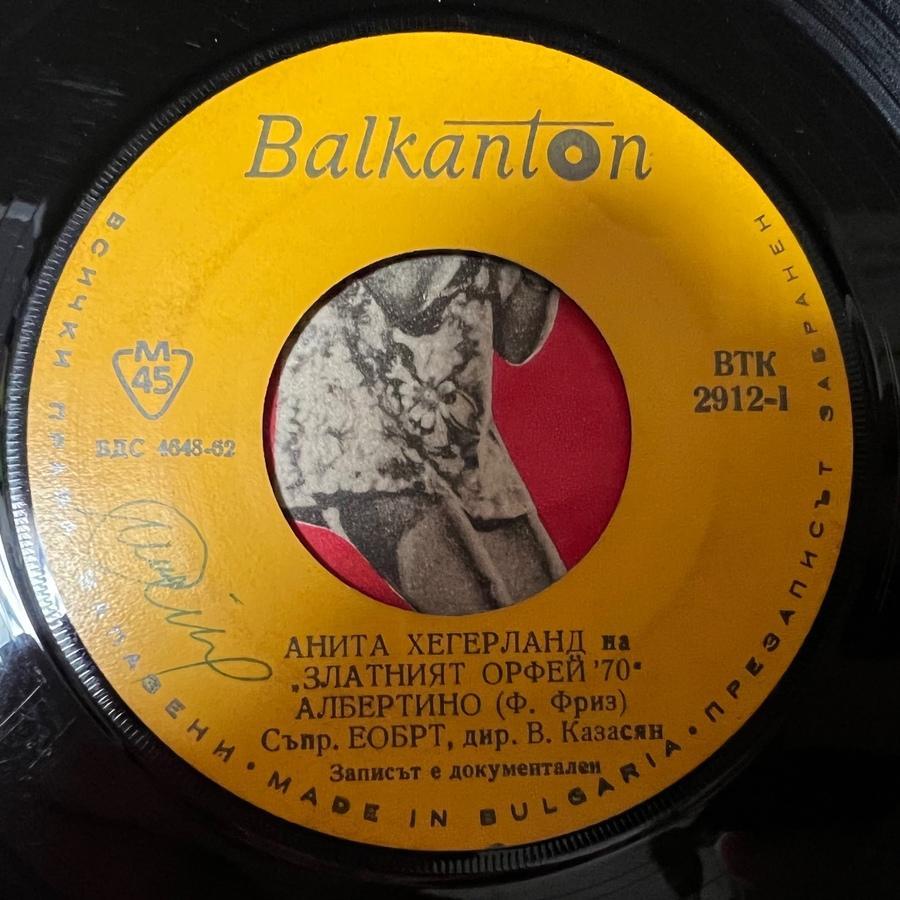 Balkanton
ВСИЧКИ ПРАВА ЗАПАЗЕНИ • MADE IN BULGARIA • ПРЕЗАПИСЪТ ЗАБРАНЕН
М
45
БДС 4648-62
ВТК
2912-I
АНИТА ХЕГЕРЛАНД на
„ЗЛАТНИЯТ ОРФЕЙ '70“
АЛБЕРТИНО (Ф. Фриз)
Съпр. ЕОБРТ, дир. В. Казасян
Записът е документален